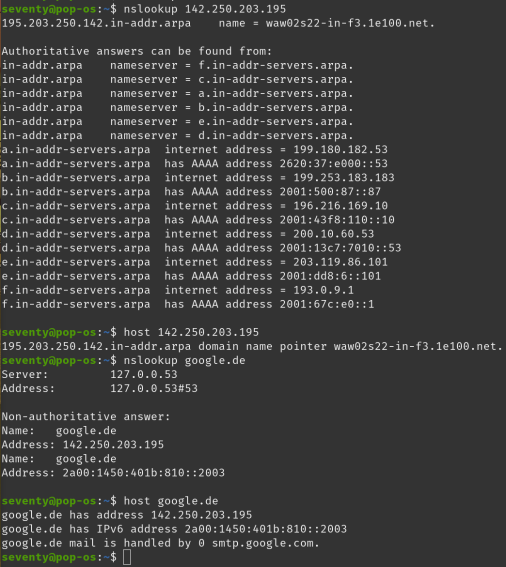 seventy@pop-os:~$ nslookup 142.250.203.195
195.203.250.142.in-addr.arpa    name = waw02s22-in-f3.1e100.net.
Authoritative answers can be found from:
in-addr.arpa    nameserver = f.in-addr-servers.arpa.
in-addr.arpa    nameserver = c.in-addr-servers.arpa.
in-addr.arpa    nameserver = a.in-addr-servers.arpa.
in-addr.arpa    nameserver = b.in-addr-servers.arpa.
in-addr.arpa    nameserver = e.in-addr-servers.arpa.
in-addr.arpa    nameserver = d.in-addr-servers.arpa.
a.in-addr-servers.arpa  internet address = 199.180.182.53
a.in-addr-servers.arpa  has AAAA address 2620:37:e000::53
b.in-addr-servers.arpa  internet address = 199.253.183.183
b.in-addr-servers.arpa  has AAAA address 2001:500:87::87
c.in-addr-servers.arpa  internet address = 196.216.169.10
c.in-addr-servers.arpa  has AAAA address 2001:43f8:110::10
d.in-addr-servers.arpa  internet address = 200.10.60.53
d.in-addr-servers.arpa  has AAAA address 2001:13c7:7010::53
e.in-addr-servers.arpa  internet address = 203.119.86.101
e.in-addr-servers.arpa  has AAAA address 2001:dd8:6::101
f.in-addr-servers.arpa  internet address = 193.0.9.1
f.in-addr-servers.arpa  has AAAA address 2001:67c:e0::1
seventy@pop-os:~$ host 142.250.203.195
195.203.250.142.in-addr.arpa domain name pointer waw02s22-in-f3.1e100.net.
seventy@pop-os:~$ nslookup google.de
Server:         127.0.0.53
Address:        127.0.0.53#53
Non-authoritative answer:
Name:   google.de
Address: 142.250.203.195
Name:   google.de
Address: 2a00:1450:401b:810::2003
seventy@pop-os:~$ host google.de
google.de has address 142.250.203.195
google.de has IPv6 address 2a00:1450:401b:810::2003
google.de mail is handled by 0 smtp.google.com.
seventy@pop-os:~$